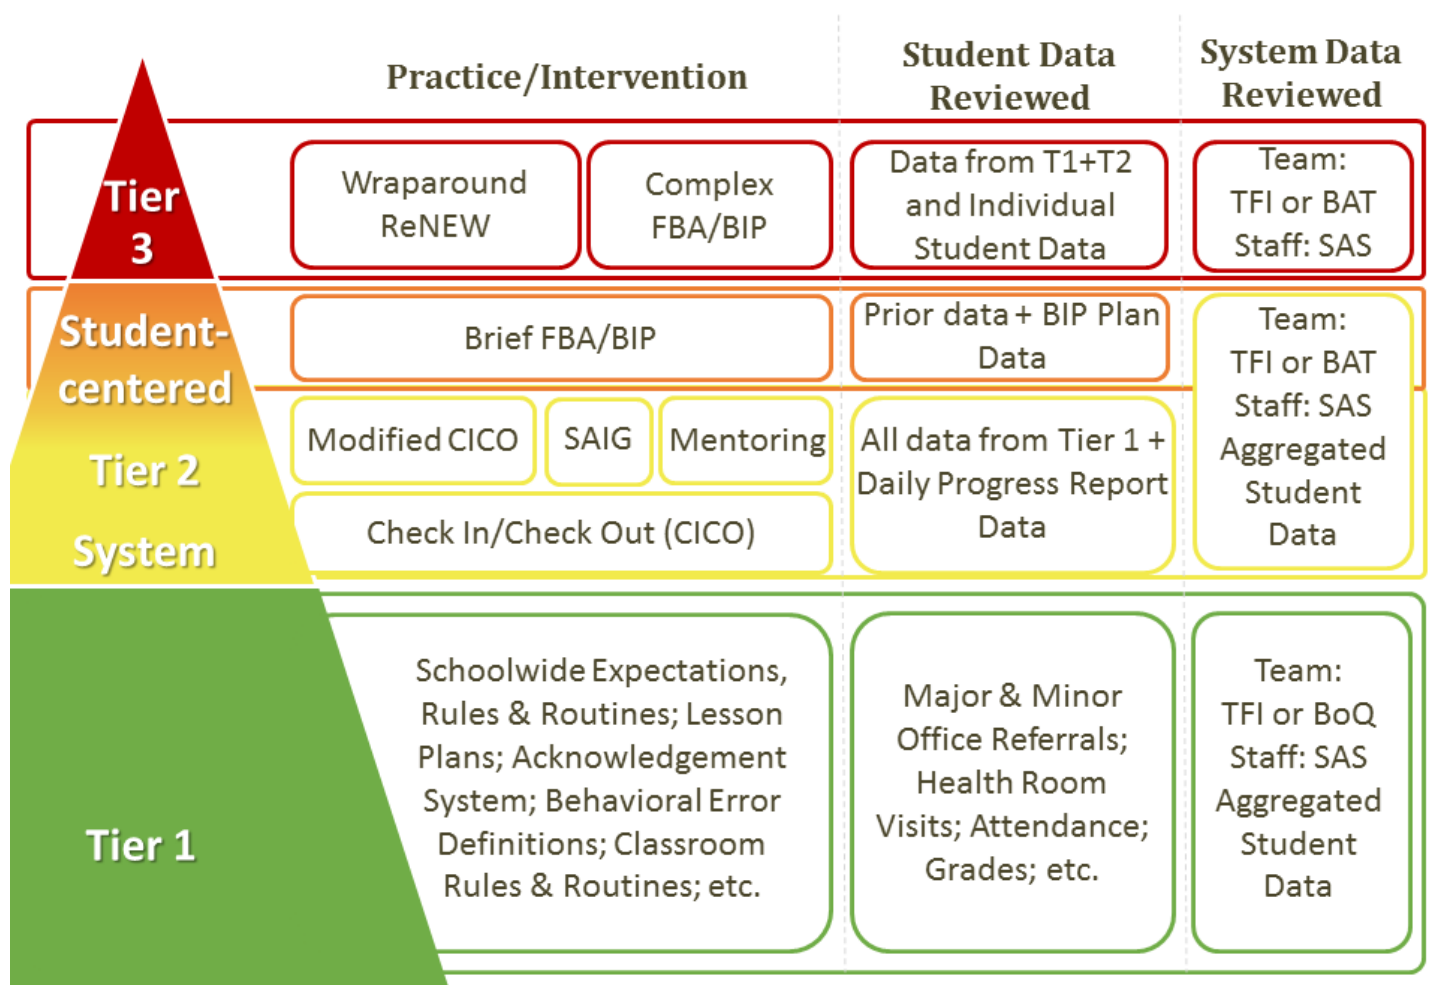 Practice/Intervention
Student Data
Reviewed
System Data
Reviewed
Tier
3
Wraparound
ReNEW
Complex
FBA/BIP
Data from T1+T2
and Individual
Student Data
Team:
TFI or BAT
Staff: SAS
Student-
centered
Tier 2
System
Brief FBA/BIP
Prior data + BIP Plan
Data
Modified CICO
SAIG
Mentoring
Check In/Check Out (CICO)
All data from Tier 1 +
Daily Progress Report
Data
Team:
TFI or BAT
Staff: SAS
Aggregated
Student
Data
Tier 1
Schoolwide Expectations,
Rules & Routines; Lesson
Plans; Acknowledgement
System; Behavioral Error
Definitions; Classroom
Rules & Routines; etc.
Major & Minor
Office Referrals;
Health Room
Visits; Attendance;
Grades; etc.
Team:
TFI or BoQ
Staff: SAS
Aggregated
Student
Data